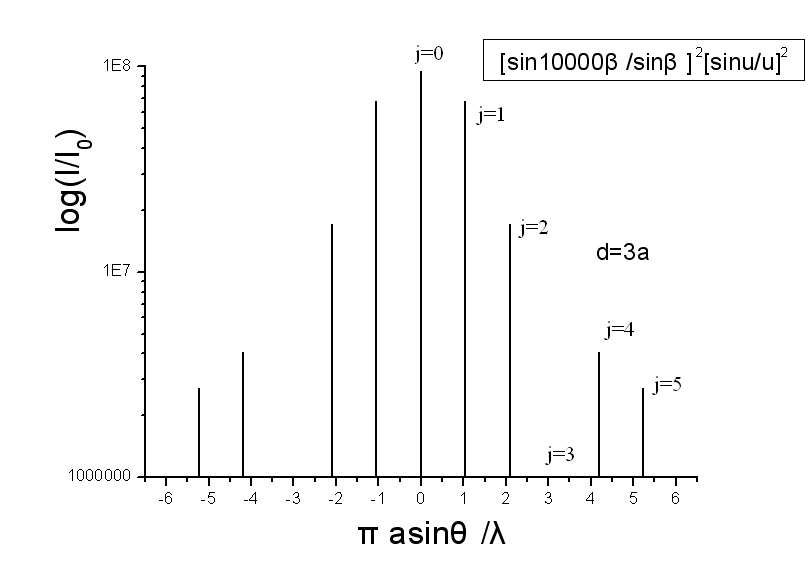 j=0
[sin10000β /sinβ ]²[sinu/u]²
1E8
j=1
log(I/I₀)
j=2
d=3a
1E7
j=4
j=5
j=3
1000000
-6 -5 -4 -3 -2 -1 0 1 2 3 4 5 6
π asinθ /λ